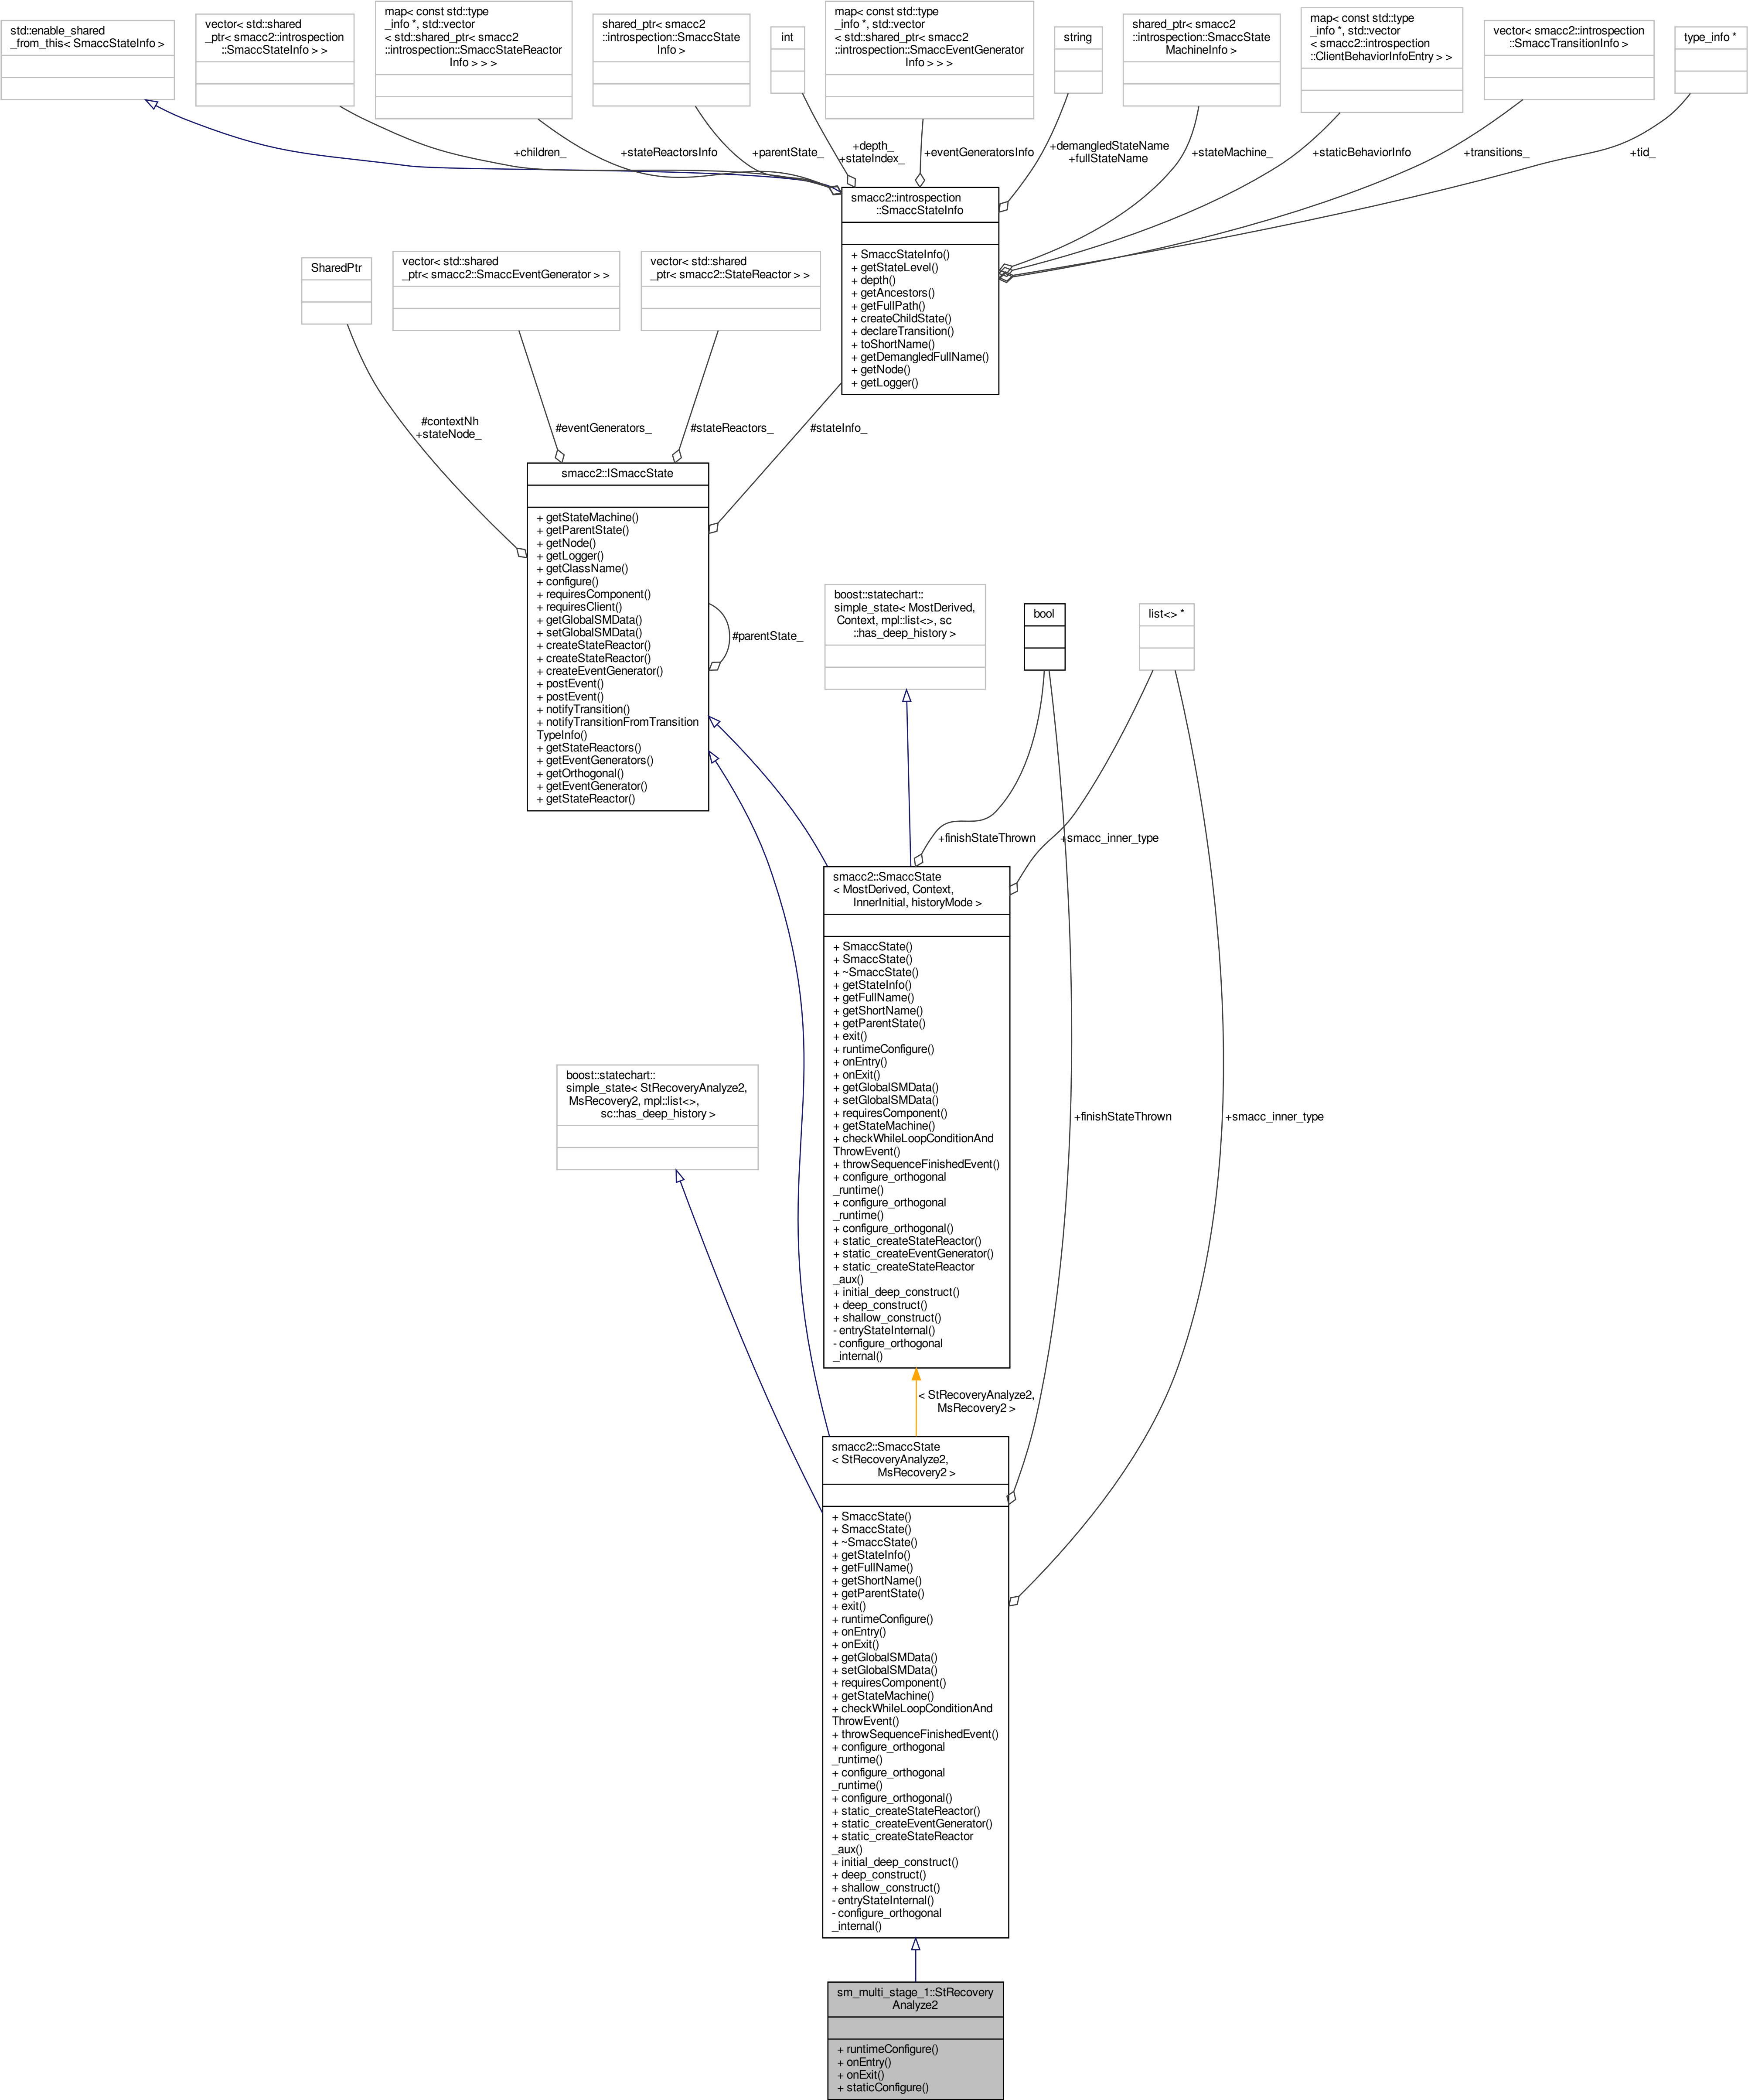 std::enable_shared
_from_this< SmaccStateInfo >
vector< std::shared
_ptr< smacc2::introspection
::SmaccStateInfo > >
map< const std::type
_info *, std::vector
< std::shared_ptr< smacc2
::introspection::SmaccStateReactor
Info > > >
shared_ptr< smacc2
::introspection::SmaccState
Info >
int
map< const std::type
_info *, std::vector
< std::shared_ptr< smacc2
::introspection::SmaccEventGenerator
Info > > >
string
shared_ptr< smacc2
::introspection::SmaccState
MachineInfo >
map< const std::type
_info *, std::vector
< smacc2::introspection
::ClientBehaviorInfoEntry > >
vector< smacc2::introspection
::SmaccTransitionInfo >
type_info *
+children_
+stateReactorsInfo
+parentState_
+depth_
+stateIndex_
+eventGeneratorsInfo
+demangledStateName
+fullStateName
+stateMachine_
+staticBehaviorInfo
+transitions_
+tid_
smacc2::introspection
::SmaccStateInfo
+ SmaccStateInfo()
+ getStateLevel()
+ depth()
+ getAncestors()
+ getFullPath()
+ createChildState()
+ declareTransition()
+ toShortName()
+ getDemangledFullName()
+ getNode()
+ getLogger()
SharedPtr
vector< std::shared
_ptr< smacc2::SmaccEventGenerator > >
vector< std::shared
_ptr< smacc2::StateReactor > >
#contextNh
+stateNode_
#eventGenerators_
#stateReactors_
#stateInfo_
smacc2::ISmaccState
+ getStateMachine()
+ getParentState()
+ getNode()
+ getLogger()
+ getClassName()
+ configure()
+ requiresComponent()
+ requiresClient()
+ getGlobalSMData()
+ setGlobalSMData()
+ createStateReactor()
+ createStateReactor()
+ createEventGenerator()
+ postEvent()
+ postEvent()
+ notifyTransition()
+ notifyTransitionFromTransition
TypeInfo()
+ getStateReactors()
+ getEventGenerators()
+ getOrthogonal()
+ getEventGenerator()
+ getStateReactor()
#parentState_
boost::statechart::
simple_state< MostDerived,
Context, mpl::list<>, sc
::has_deep_history >
bool
list<> *
+finishStateThrown
+smacc_inner_type
smacc2::SmaccState
< MostDerived, Context,
InnerInitial, historyMode >
+ SmaccState()
+ SmaccState()
+ ~SmaccState()
+ getStateInfo()
+ getFullName()
+ getShortName()
+ getParentState()
+ exit()
+ runtimeConfigure()
+ onEntry()
+ onExit()
+ getGlobalSMData()
+ setGlobalSMData()
+ requiresComponent()
+ getStateMachine()
+ checkWhileLoopConditionAnd
ThrowEvent()
+ throwSequenceFinishedEvent()
+ configure_orthogonal
_runtime()
+ configure_orthogonal
_runtime()
+ configure_orthogonal()
+ static_createStateReactor()
+ static_createEventGenerator()
+ static_createStateReactor
_aux()
+ initial_deep_construct()
+ deep_construct()
+ shallow_construct()
- entryStateInternal()
- configure_orthogonal
_internal()
boost::statechart::
simple_state< StRecoveryAnalyze2,
MsRecovery2, mpl::list<>,
sc::has_deep_history >
+finishStateThrown
+smacc_inner_type
< StRecoveryAnalyze2,
MsRecovery2 >
smacc2::SmaccState
< StRecoveryAnalyze2,
MsRecovery2 >
+ SmaccState()
+ SmaccState()
+ ~SmaccState()
+ getStateInfo()
+ getFullName()
+ getShortName()
+ getParentState()
+ exit()
+ runtimeConfigure()
+ onEntry()
+ onExit()
+ getGlobalSMData()
+ setGlobalSMData()
+ requiresComponent()
+ getStateMachine()
+ checkWhileLoopConditionAnd
ThrowEvent()
+ throwSequenceFinishedEvent()
+ configure_orthogonal
_runtime()
+ configure_orthogonal
_runtime()
+ configure_orthogonal()
+ static_createStateReactor()
+ static_createEventGenerator()
+ static_createStateReactor
_aux()
+ initial_deep_construct()
+ deep_construct()
+ shallow_construct()
- entryStateInternal()
- configure_orthogonal
_internal()
sm_multi_stage_1::StRecovery
Analyze2
+ runtimeConfigure()
+ onEntry()
+ onExit()
+ staticConfigure()